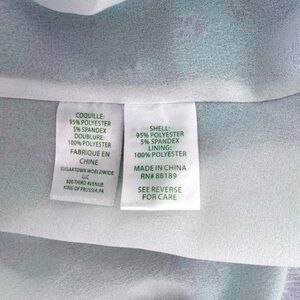 COQUILLE:
95% POLYESTER
5% SPANDEX
DOUBLURE:
100% POLYESTER
FABRIQUE EN
CHINE
SUGARTOWN WORLDWIDE
LLC
800 THIRD AVENUE
KING OF PRUSSIA,PA
SHELL:
95% POLYESTER
5% SPANDEX
LINING:
100% POLYESTER
MADE IN CHINA
RN# 88189
SEE REVERSE
FOR CARE